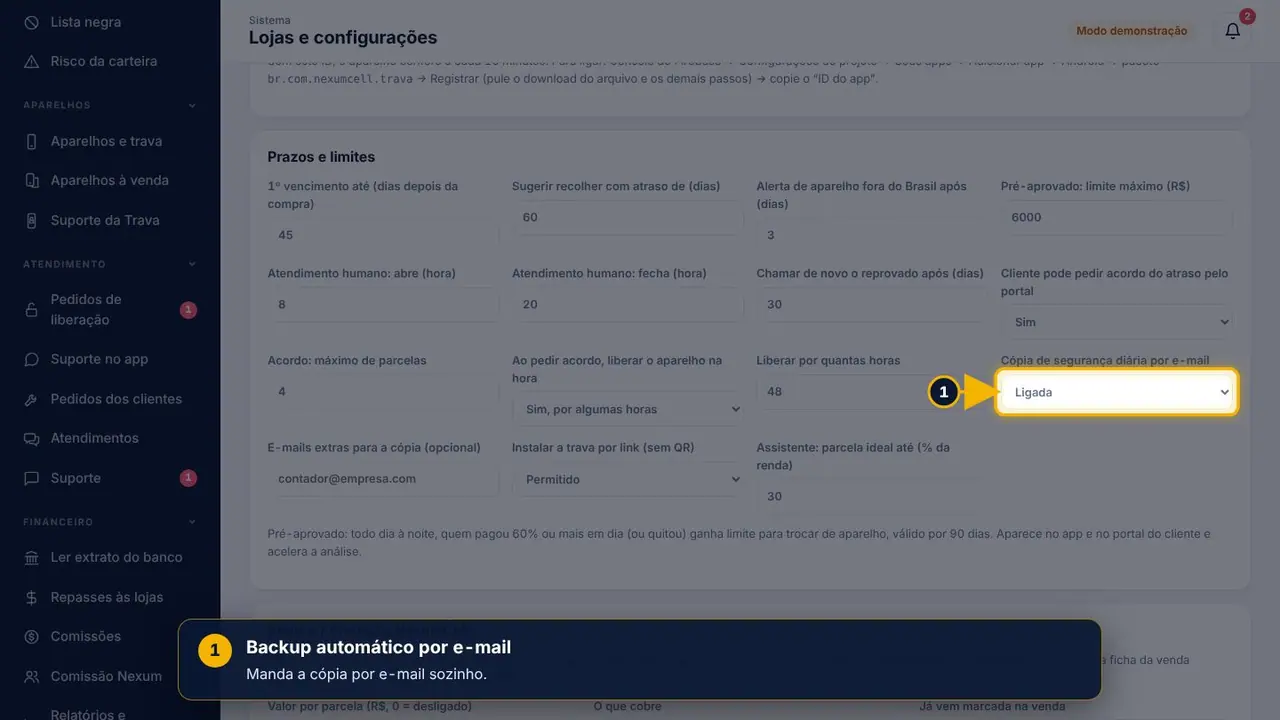 Lista negra
Risco da carteira
APARELHOS
Aparelhos e trava
Aparelhos à venda
Suporte da Trava
ATENDIMENTO
Pedidos de
liberação
1
Suporte no app
Pedidos dos clientes
Atendimentos
Suporte
1
FINANCEIRO
Ler extrato do banco
Repasses às lojas
Comissões
Comissão Nexum
Relatórios e
Sistema
Lojas e configurações
Modo demonstração
2
br.com.nexumcell.trava → Registrar (pule o download do arquivo e os demais passos) → copie o “ID do app”.
Prazos e limites
1º vencimento até (dias depois da
compra)
45
Sugerir recolher com atraso de (dias)
60
Alerta de aparelho fora do Brasil após
(dias)
3
Pré-aprovado: limite máximo (R$)
6000
Atendimento humano: abre (hora)
8
Atendimento humano: fecha (hora)
20
Chamar de novo o reprovado após (dias)
30
Cliente pode pedir acordo do atraso pelo
portal
Sim
Acordo: máximo de parcelas
4
Ao pedir acordo, liberar o aparelho na
hora
Sim, por algumas horas
Liberar por quantas horas
48
Cópia de segurança diária por e-mail
1
Ligada
E-mails extras para a cópia (opcional)
contador@empresa.com
Instalar a trava por link (sem QR)
Permitido
Assistente: parcela ideal até (% da
renda)
30
Pré-aprovado: todo dia à noite, quem pagou 60% ou mais em dia (ou quitou) ganha limite para trocar de aparelho, válido por 90 dias. Aparece no app e no portal do cliente e
acelera a análise.
1
Backup automático por e-mail
Manda a cópia por e-mail sozinho.
a ficha da venda
Valor por parcela (R$, 0 = desligado)
O que cobre
Já vem marcada na venda